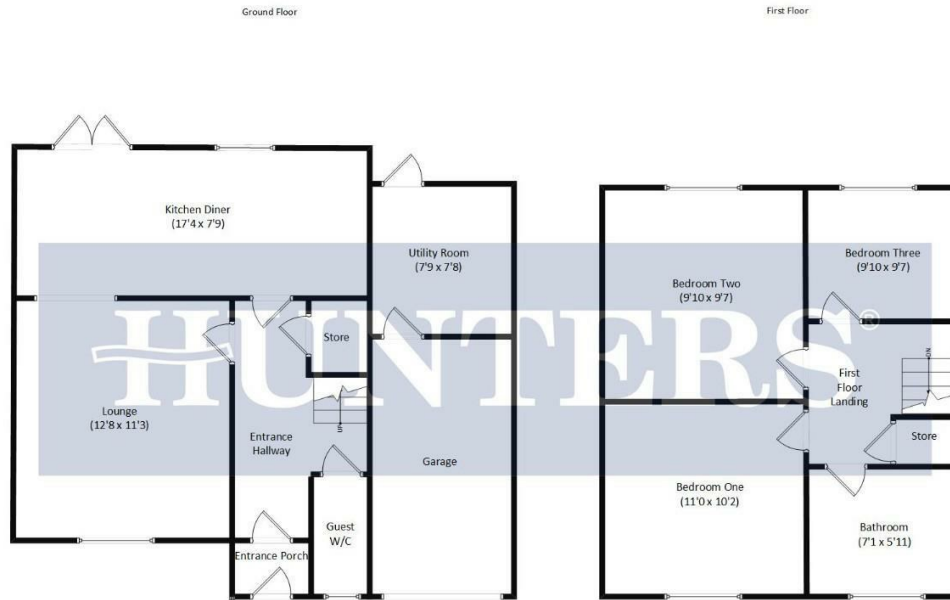 Ground Floor
First Floor
Kitchen Diner
(17'4 x 7'9)
Utility Room
(7'9 x 7'8)
Bedroom Two
(9'10 x 9'7)
Bedroom Three
(9'10 x 9'7)
HUNTERS®
Store
Lounge
(12'8 x 11'3)
Entrance
Hallway
Garage
First
Floor
Landing
Store
Bedroom One
(11'0 x 10'2)
Guest
W/C
Entrance Porch
Bathroom
(7'1 x 5'11)